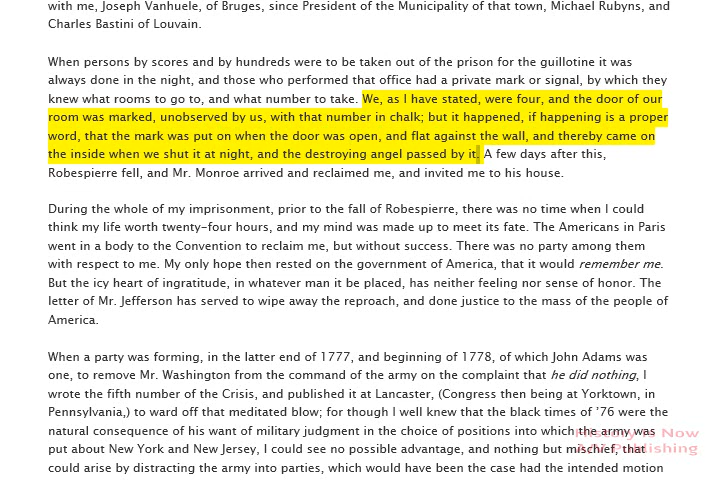 with me, Joseph Vanhuele, of Bruges, since President of the Municipality of that town, Michael Rubyns, and
Charles Bastini of Louvain.
When persons by scores and by hundreds were to be taken out of the prison for the guillotine it was
always done in the night, and those who performed that office had a private mark or signal, by which they
knew what rooms to go to, and what number to take. We, as I have stated, were four, and the door of our
room was marked, unobserved by us, with that number in chalk; but it happened, if happening is a proper
word, that the mark was put on when the door was open, and flat against the wall, and thereby came on
the inside when we shut it at night, and the destroying angel passed by it. A few days after this,
Robespierre fell, and Mr. Monroe arrived and reclaimed me, and invited me to his house.
During the whole of my imprisonment, prior to the fall of Robespierre, there was no time when I could
think my life worth twenty-four hours, and my mind was made up to meet its fate. The Americans in Paris
went in a body to the Convention to reclaim me, but without success. There was no party among them
with respect to me. My only hope then rested on the government of America, that it would remember me.
But the icy heart of ingratitude, in whatever man it be placed, has neither feeling nor sense of honor. The
letter of Mr. Jefferson has served to wipe away the reproach, and done justice to the mass of the people of
America.
When a party was forming, in the latter end of 1777, and beginning of 1778, of which John Adams was
one, to remove Mr. Washington from the command of the army on the complaint that he did nothing, I
wrote the fifth number of the Crisis, and published it at Lancaster, (Congress then being at Yorktown, in
Pennsylvania,) to ward off that meditated blow; for though I well knew that the black times of ’76 were the
natural consequence of his want of military judgment in the choice of positions into which the army was
put about New York and New Jersey, I could see no possible advantage, and nothing but mischief, that
could arise by distracting the army into parties, which would have been the case had the intended motion
History Is Now
Publishing